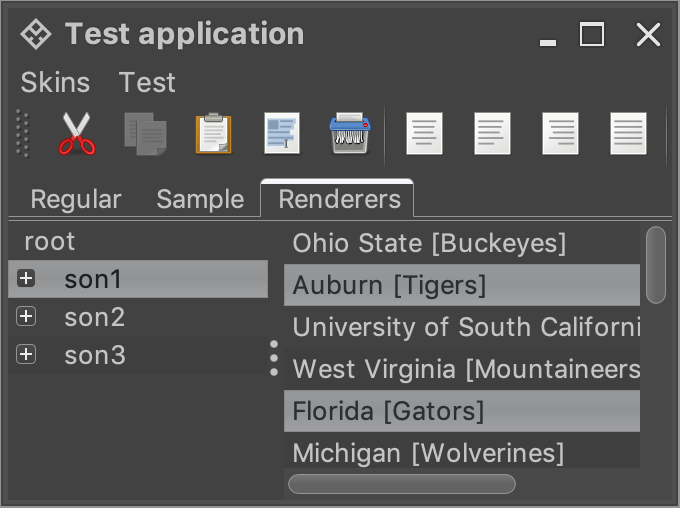 Test application
Skins Test
Regular Sample Renderers
root
son1
son2
son3
Ohio State [Buckeyes]
Auburn [Tigers]
University of South Californi
West Virginia [Mountaineers
Florida [Gators]
Michigan [Wolverines]